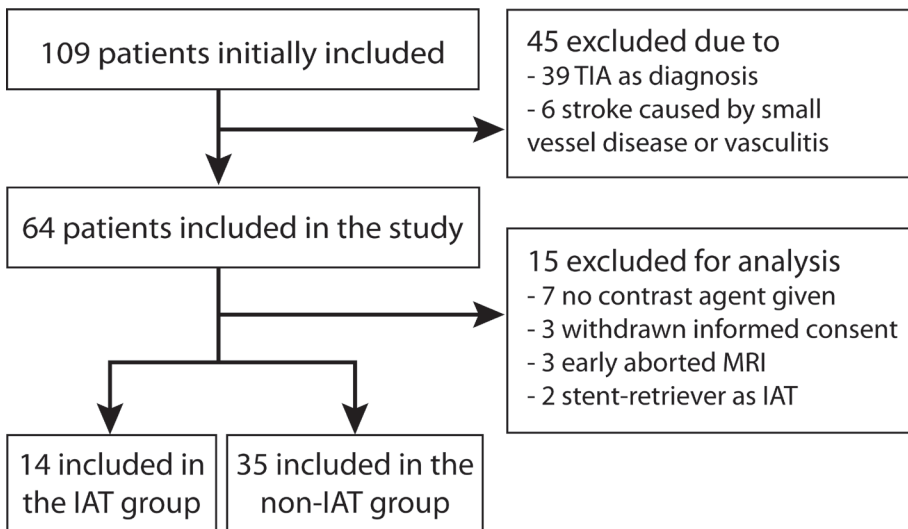 109 patients initially included
45 excluded due to
- 39 TIA as diagnosis
- 6 stroke caused by small
vessel disease or vasculitis
64 patients included in the study
15 excluded for analysis
- 7 no contrast agent given
- 3 withdrawn informed consent
- 3 early aborted MRI
- 2 stent-retriever as IAT
14 included in
the IAT group
35 included in the
non-IAT group